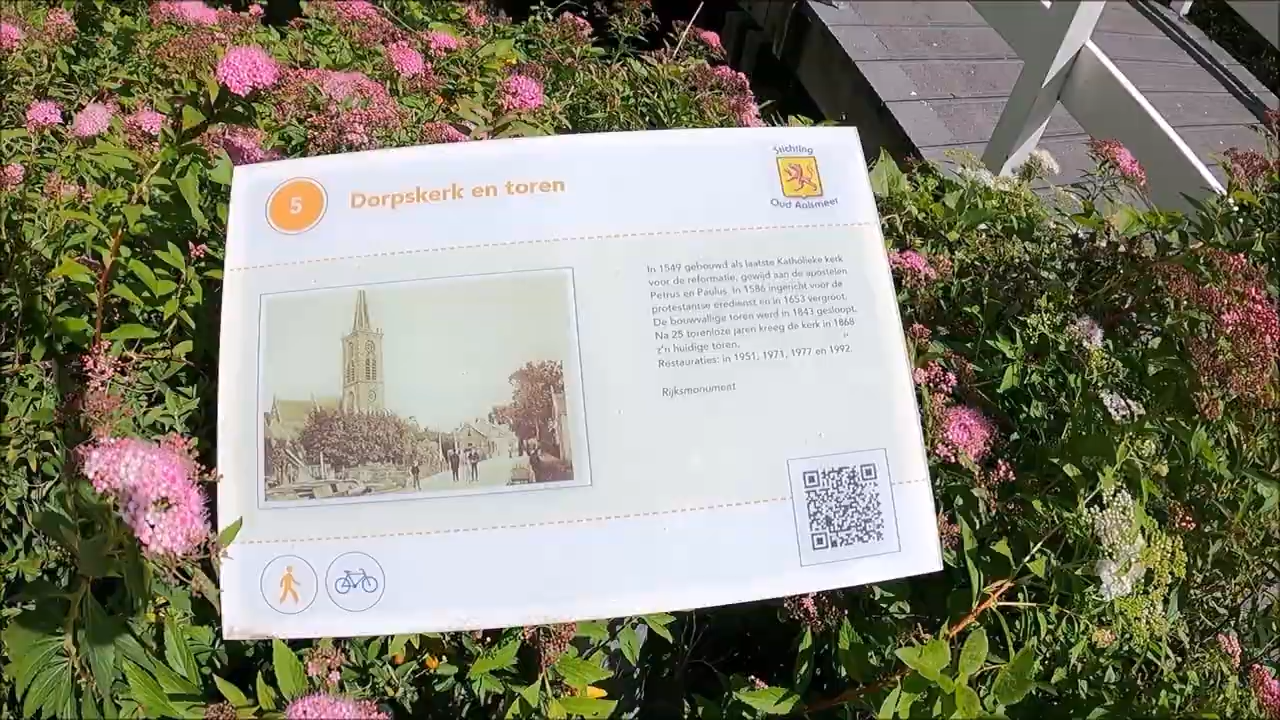 5
Dorpskerk en toren
Stichting
Oud Aalsmeer
In 1549 gebouwd als laatste Katholieke kerk
voor de reformatie, gewijd aan de apostelen
Petrus en Paulus. In 1586 ingericht voor de
protestantse eredienst en in 1653 vergroot.
De bouwvallige toren werd in 1843 gesloopt.
Na 25 torenloze jaren kreeg de kerk in 1868
z'n huidige toren.
Restauraties: in 1951, 1971, 1977 en 1992.
Rijksmonument